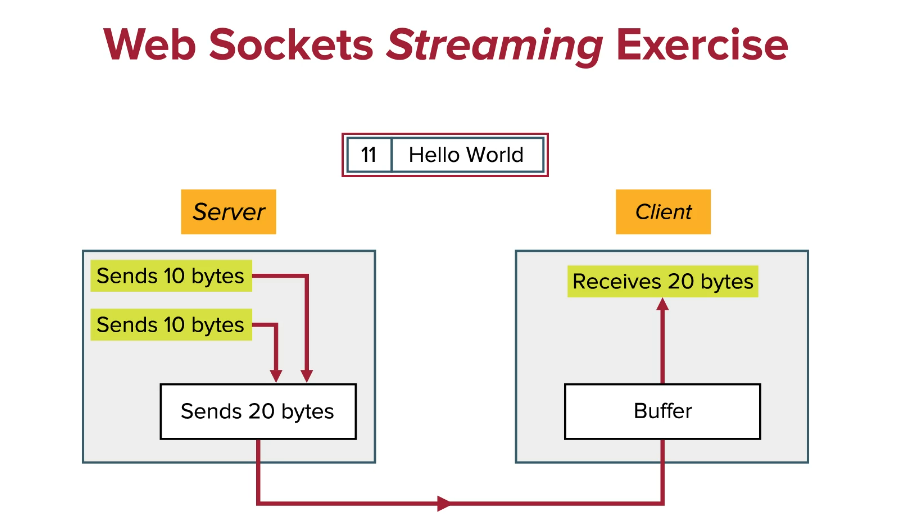 Web Sockets Streaming Exercise
11 Hello World
Server
Client
Sends 10 bytes
Sends 10 bytes
Sends 20 bytes
Receives 20 bytes
Buffer